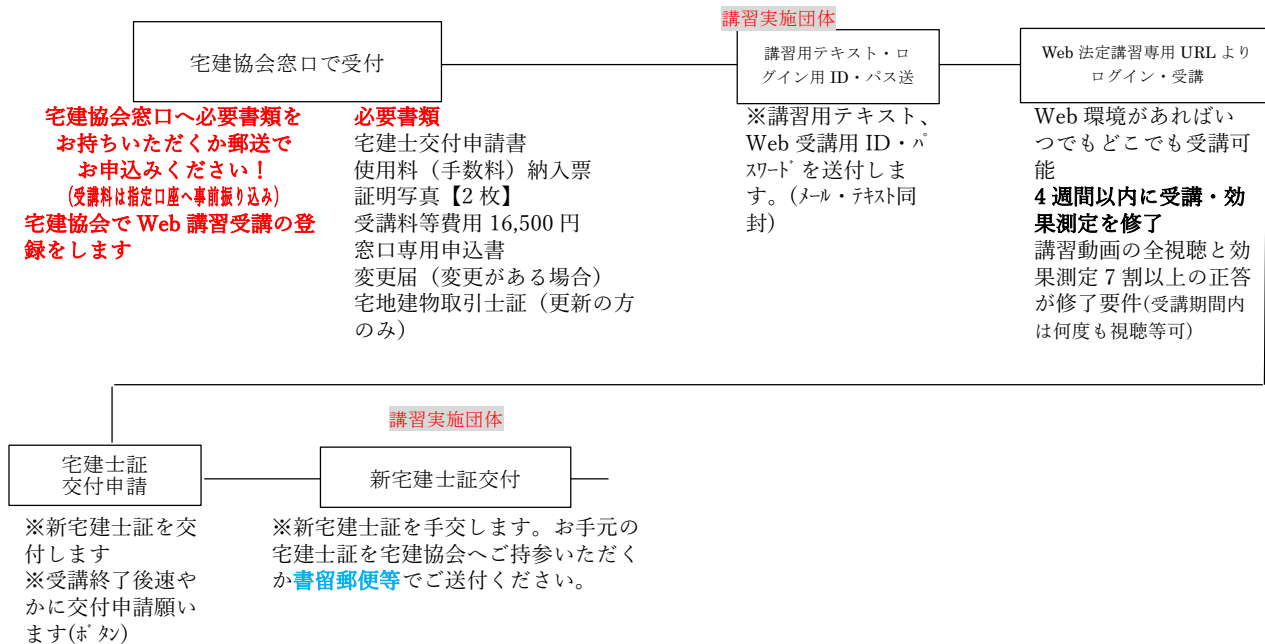 宅建協会窓口で受付
宅建協会窓口へ必要書類を
お持ちいただくか郵送で
お申込みください！
(受講料は指定口座へ事前振り込み)
宅建協会で Web 講習受講の登
録をします
必要書類
宅建士交付申請書
使用料（手数料）納入票
証明写真【2 枚】
受講料等費用 16,500 円
窓口専用申込書
変更届（変更がある場合）
宅地建物取引士証（更新の方
のみ）
講習実施団体
講習用テキスト・ロ
グイン用 ID・パス送
※講習用テキスト、
Web 受講用 ID・ﾊﾟ
ｽﾜｰﾄﾞを送付しま
す。(ﾒｰﾙ・ﾃｷｽﾄ同
封)
Web 法定講習専用 URL より
ログイン・受講
Web 環境があればい
つでもどこでも受講可
能
4 週間以内に受講・効
果測定を修了
講習動画の全視聴と効
果測定 7 割以上の正答
が修了要件(受講期間内
は何度も視聴等可)
宅建士証
交付申請
※新宅建士証を交
付します
※受講終了後速や
かに交付申請願い
ます(ﾎﾞﾀﾝ)
講習実施団体
新宅建士証交付
※新宅建士証を手交します。お手元の
宅建士証を宅建協会へご持参いただく
か書留郵便等でご送付ください。